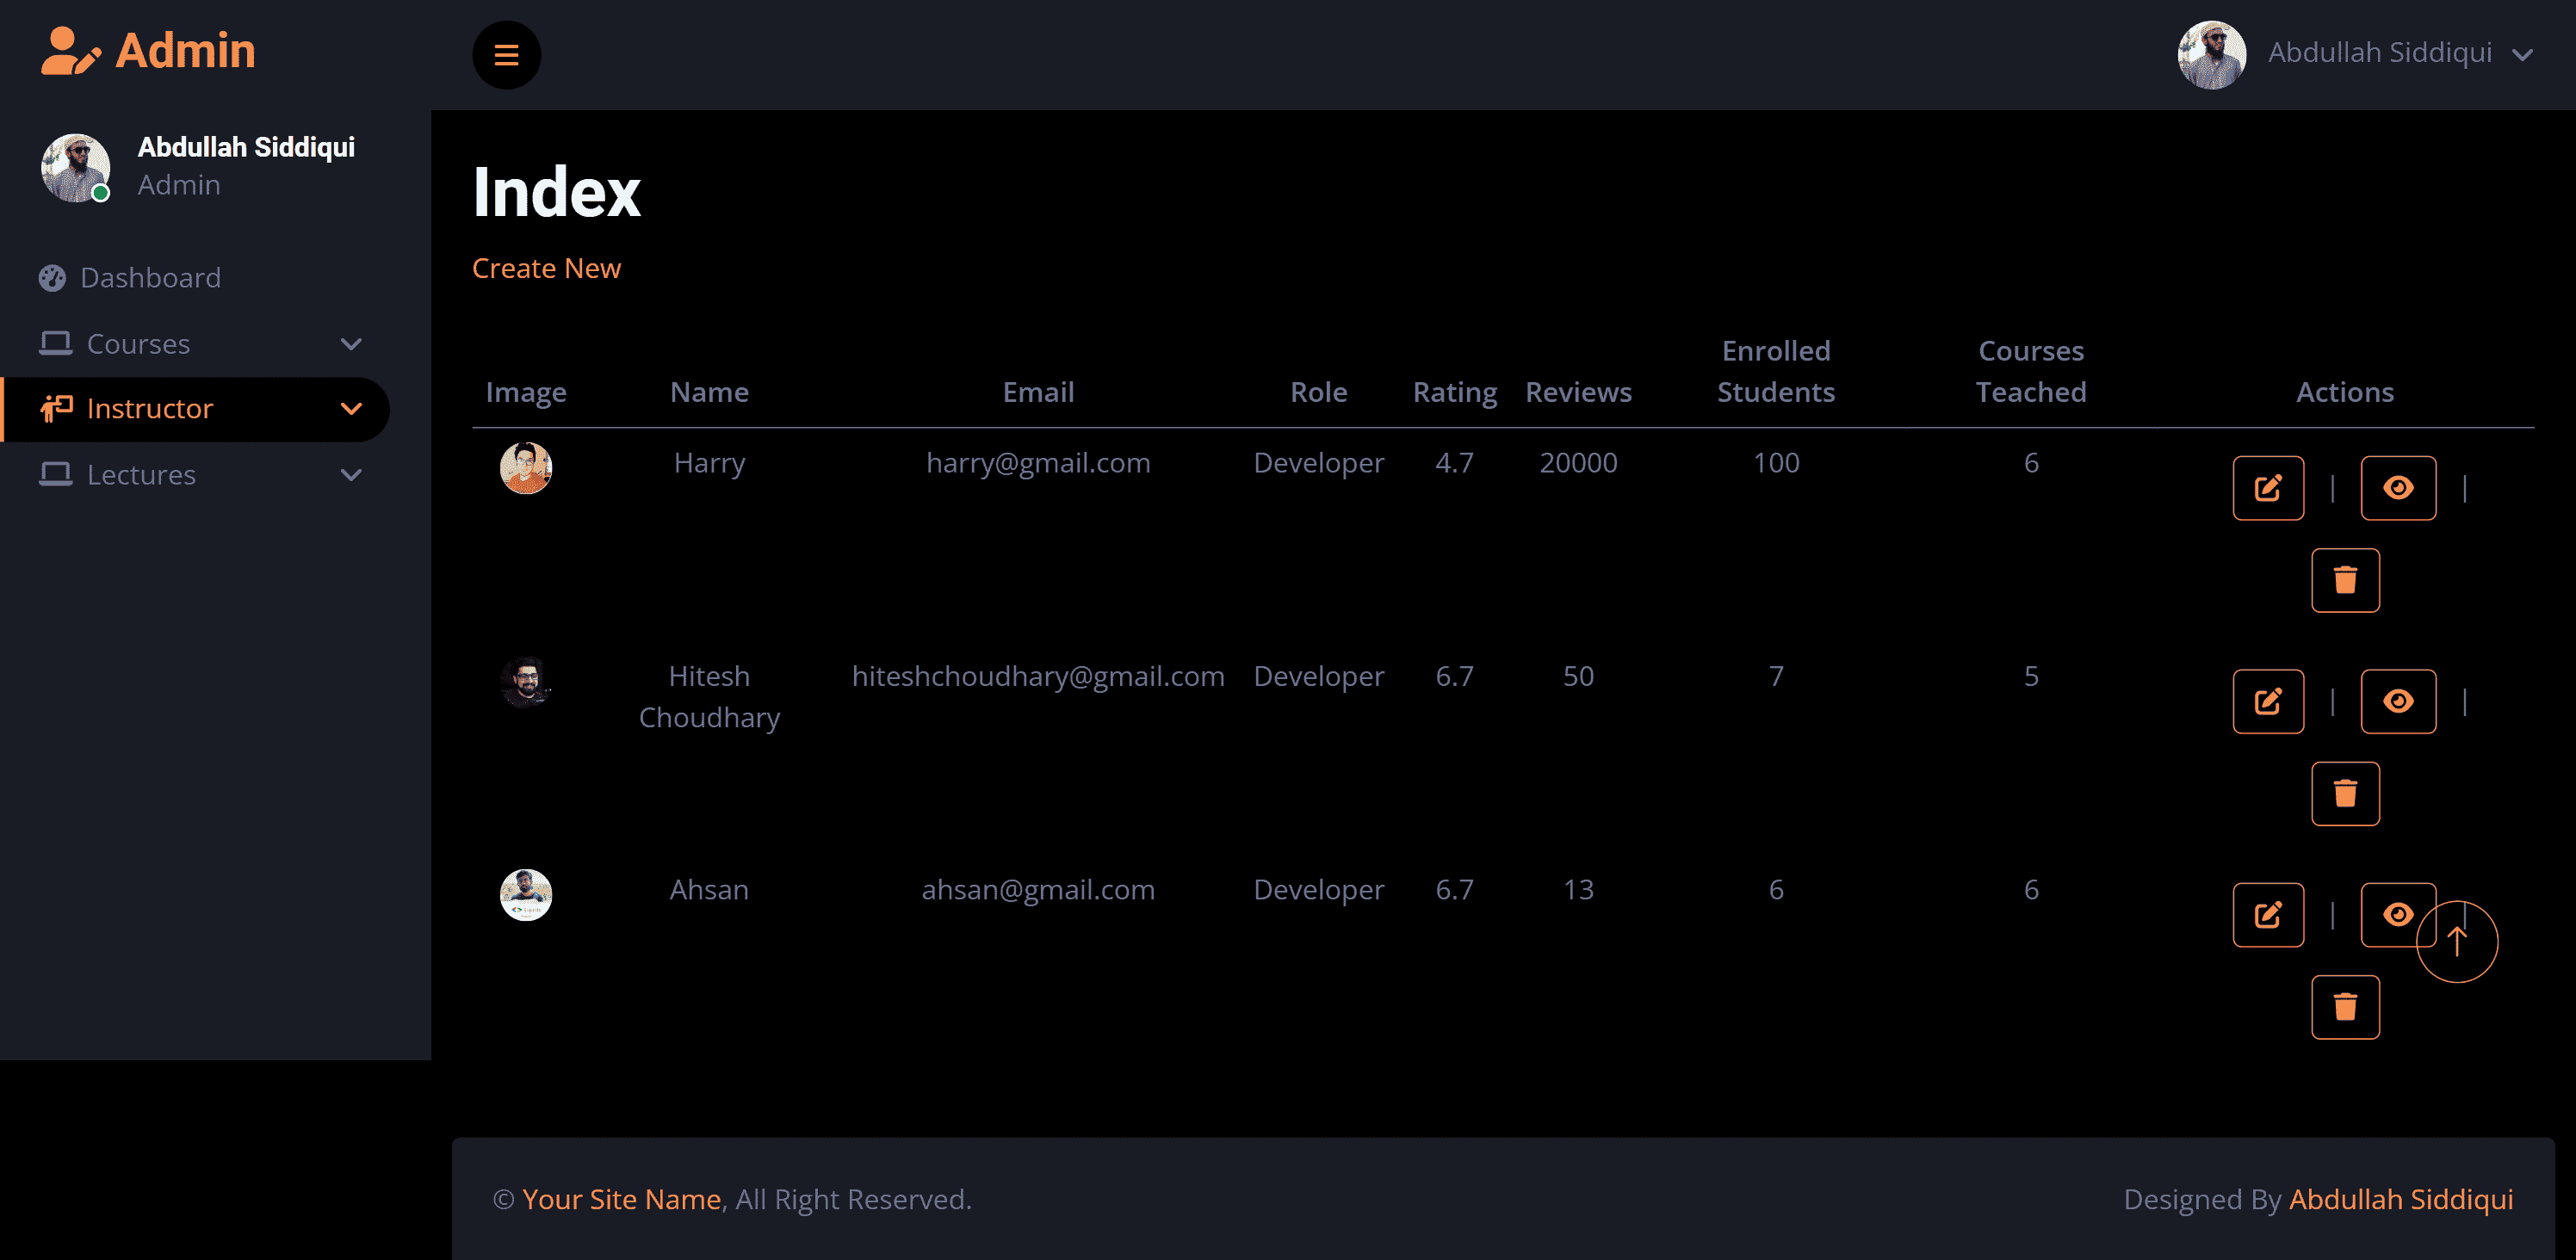 Admin
Abdullah Siddiqui
Abdullah Siddiqui
Admin
Dashboard
Courses
Instructor
Lectures
Index
Create New
Image Name Email Role Rating Reviews Enrolled Students Courses Teached Actions
Harry harry@gmail.com Developer 4.7 20000 100 6 | |
Hitesh Choudhary hiteshchoudhary@gmail.com Developer 6.7 50 7 5 | |
Ahsan ahsan@gmail.com Developer 6.7 13 6 6 | |
© Your Site Name, All Right Reserved.
Designed By Abdullah Siddiqui